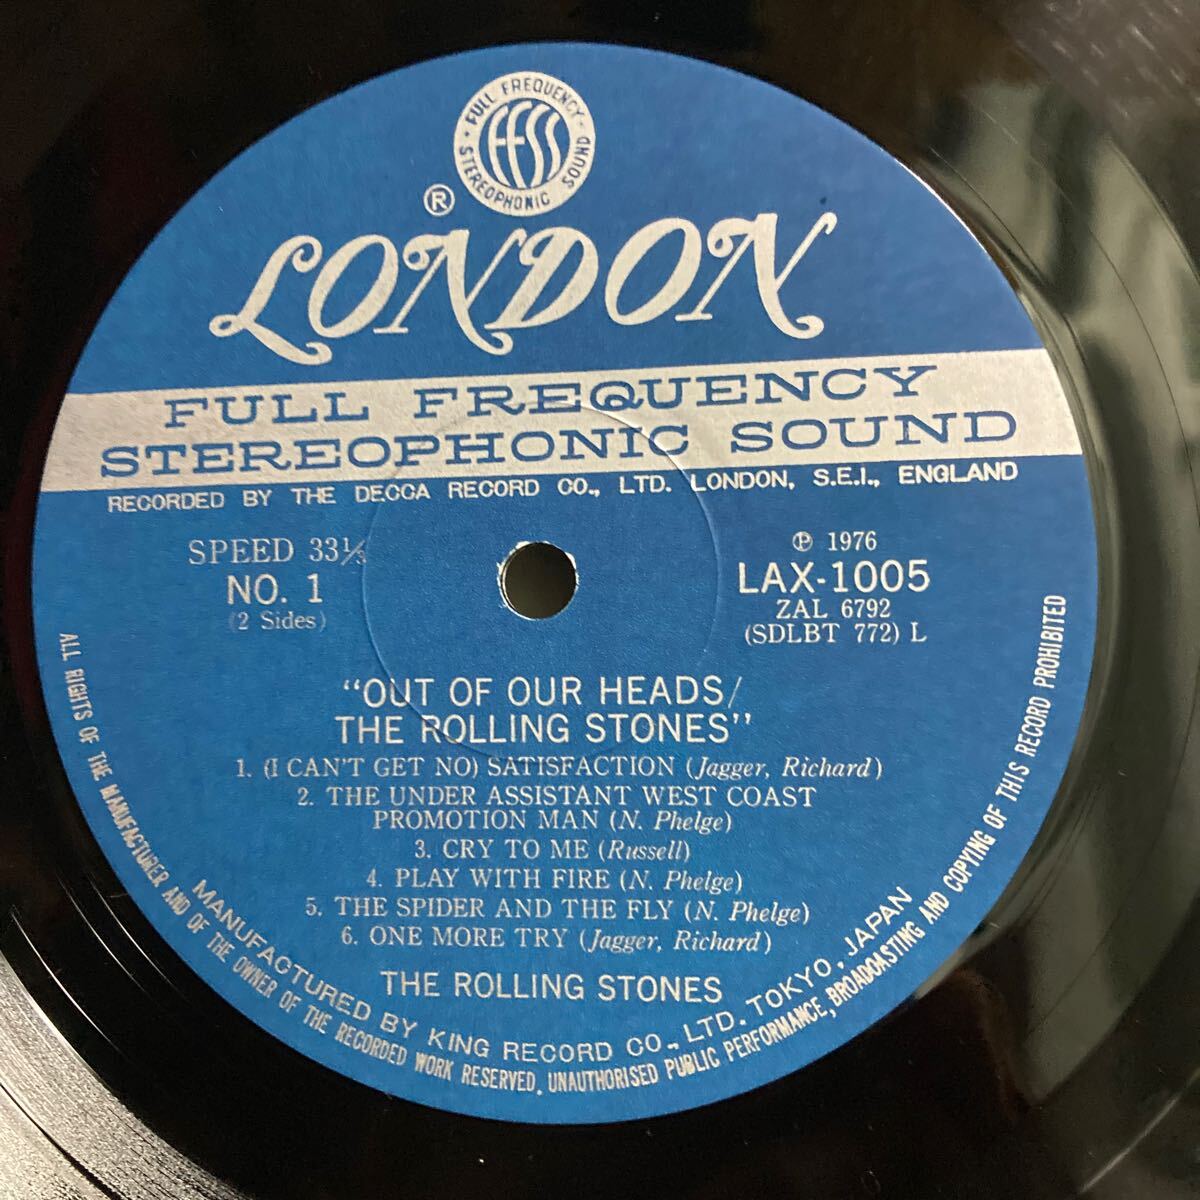 FULL FREQUENCY
STEREOPHONIC SOUND
FFSS
®
LONDON
FULL FREQUENCY
STEREOPHONIC SOUND
RECORDED BY THE DECCA RECORD CO., LTD. LONDON, S.E.I., ENGLAND
SPEED 33⅓
NO. 1
(2 Sides)
℗ 1976
LAX-1005
ZAL 6792
(SDLBT 772) L
“OUT OF OUR HEADS/
THE ROLLING STONES”
1. (I CAN'T GET NO) SATISFACTION (Jagger, Richard)
2. THE UNDER ASSISTANT WEST COAST
PROMOTION MAN (N. Phelge)
3. CRY TO ME (Russell)
4. PLAY WITH FIRE (N. Phelge)
5. THE SPIDER AND THE FLY (N. Phelge)
6. ONE MORE TRY (Jagger, Richard)
THE ROLLING STONES
MANUFACTURED BY KING RECORD CO., LTD. TOKYO, JAPAN
ALL RIGHTS OF THE MANUFACTURER AND OF THE OWNER OF THE RECORDED WORK RESERVED. UNAUTHORISED PUBLIC PERFORMANCE, BROADCASTING AND COPYING OF THIS RECORD PROHIBITED